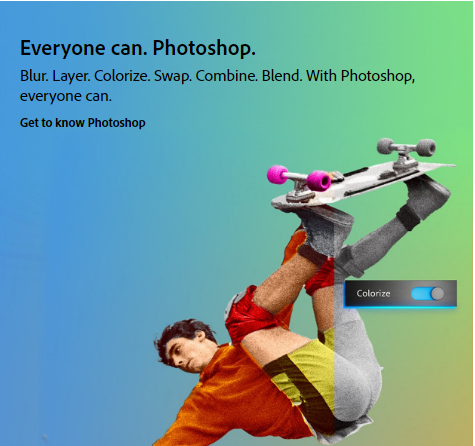 Everyone can. Photoshop.
Blur. Layer. Colorize. Swap. Combine. Blend. With Photoshop,
everyone can.
Get to know Photoshop
Colorize